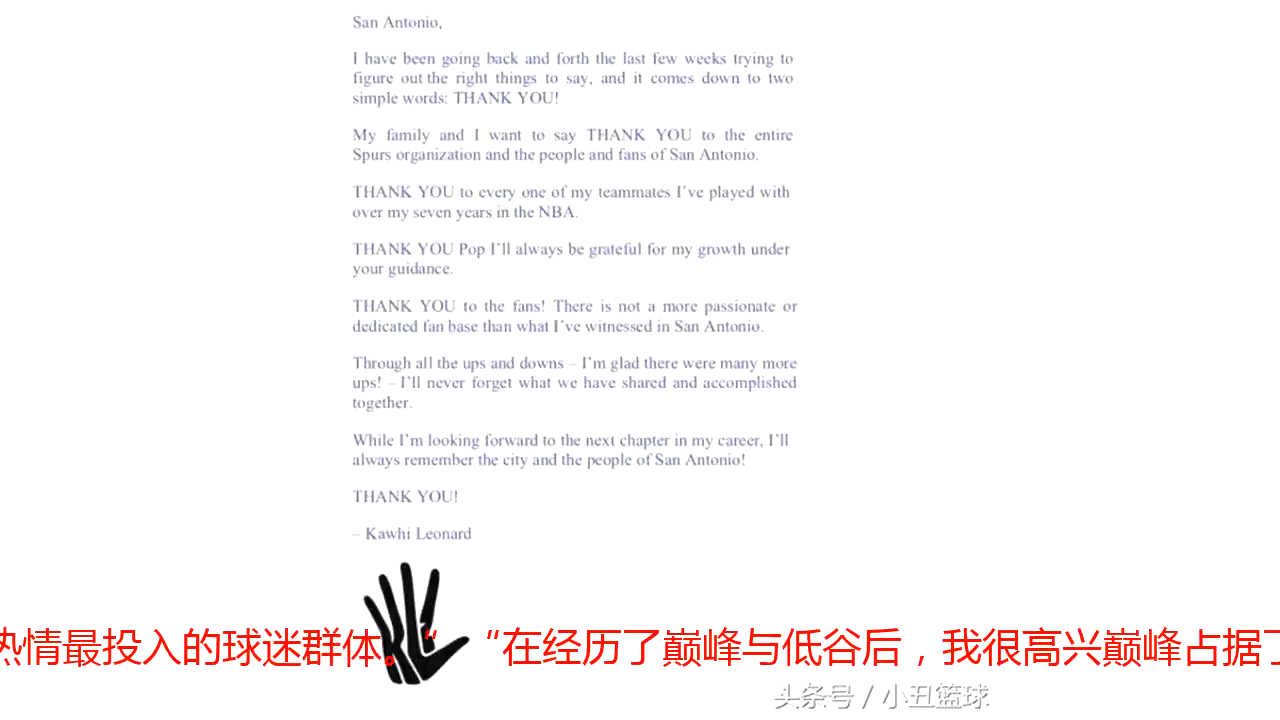 San Antonio,
I have been going back and forth the last few weeks trying to
figure out the right things to say, and it comes down to two
simple words: THANK YOU!
My family and I want to say THANK YOU to the entire
Spurs organization and the people and fans of San Antonio.
THANK YOU to every one of my teammates I’ve played with
over my seven years in the NBA.
THANK YOU Pop I’ll always be grateful for my growth under
your guidance.
THANK YOU to the fans! There is not a more passionate or
dedicated fan base than what I’ve witnessed in San Antonio.
Through all the ups and downs – I’m glad there were many more
ups! – I’ll never forget what we have shared and accomplished
together.
While I’m looking forward to the next chapter in my career, I’ll
always remember the city and the people of San Antonio!
THANK YOU!
– Kawhi Leonard
热情最投入的球迷群体。“ “在经历了巅峰与低谷后，我很高兴巅峰占据了
头条号 / 小丑篮球